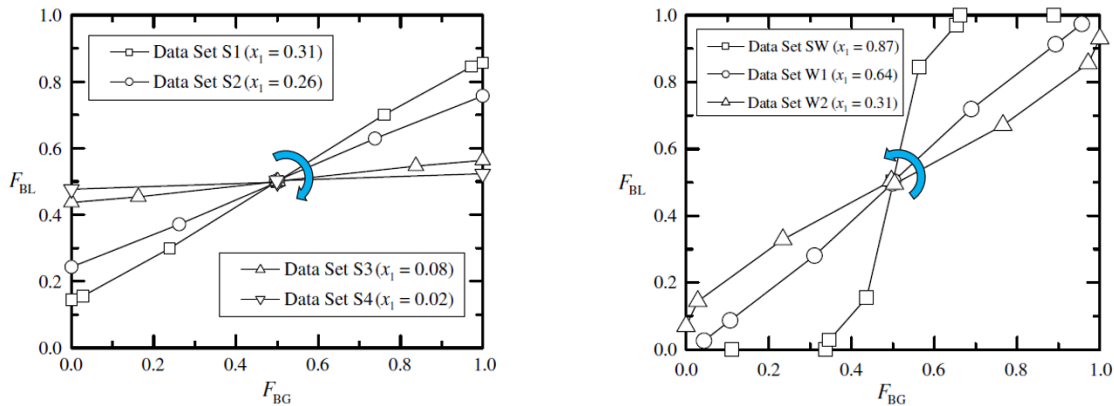 1.0
0.8
0.6
0.4
0.2
0.0
F_BL
Data Set S1 (x₁ = 0.31)
Data Set S2 (x₁ = 0.26)
Data Set S3 (x₁ = 0.08)
Data Set S4 (x₁ = 0.02)
0.0 0.2 0.4 0.6 0.8 1.0
F_BG
1.0
0.8
0.6
0.4
0.2
0.0
F_BL
Data Set SW (x₁ = 0.87)
Data Set W1 (x₁ = 0.64)
Data Set W2 (x₁ = 0.31)
0.0 0.2 0.4 0.6 0.8 1.0
F_BG